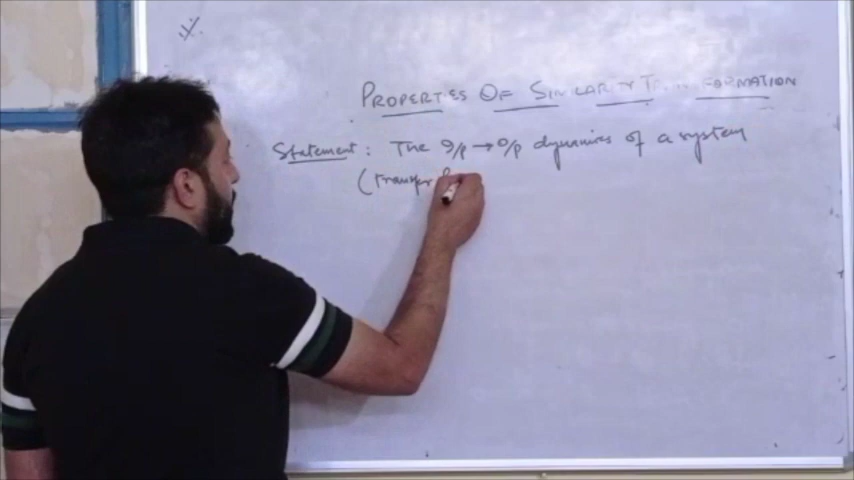 PROPERTIES OF SIMILARITY TRANSFORMATION
Statement : The I/p → O/p dynamics of a system
(transfer